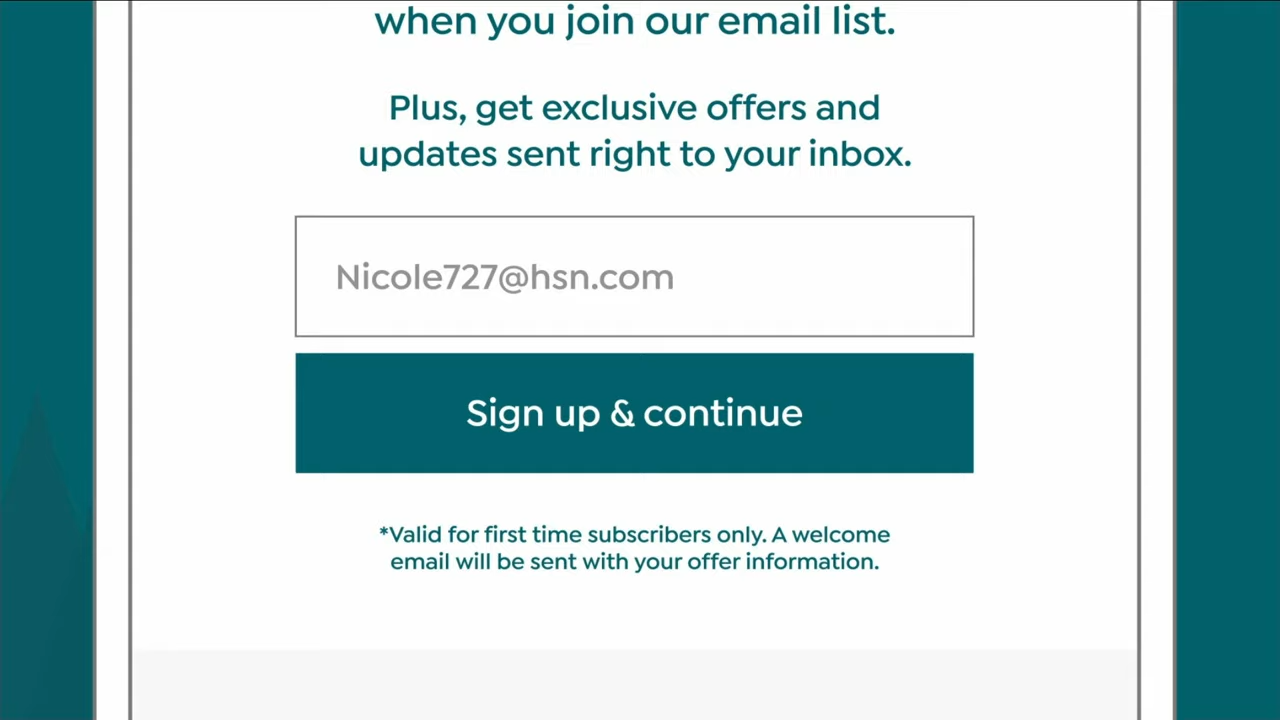 when you join our email list.
Plus, get exclusive offers and
updates sent right to your inbox.
Nicole727@hsn.com
Sign up & continue
*Valid for first time subscribers only. A welcome
email will be sent with your offer information.